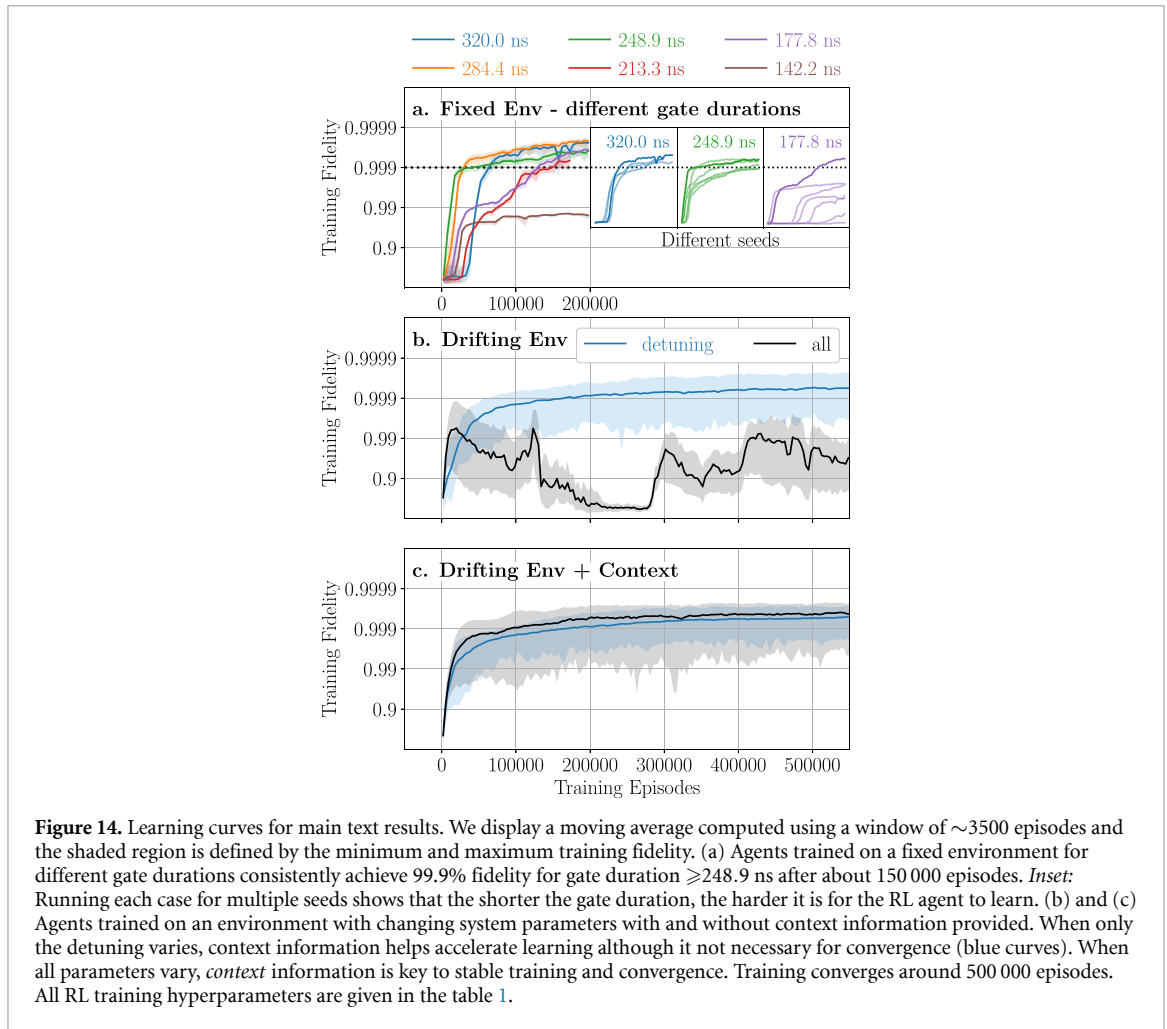 320.0 ns 248.9 ns 177.8 ns
284.4 ns 213.3 ns 142.2 ns
a. Fixed Env - different gate durations
0.9999
0.999
0.99
0.9
Training Fidelity
320.0 ns 248.9 ns 177.8 ns
Different seeds
0 100000 200000
b. Drifting Env
detuning all
0.9999
0.999
0.99
0.9
Training Fidelity
c. Drifting Env + Context
0.9999
0.999
0.99
0.9
Training Fidelity
0 100000 200000 300000 400000 500000
Training Episodes
Figure 14. Learning curves for main text results. We display a moving average computed using a window of ∼3500 episodes and
the shaded region is defined by the minimum and maximum training fidelity. (a) Agents trained on a fixed environment for
different gate durations consistently achieve 99.9% fidelity for gate duration ⩾248.9 ns after about 150 000 episodes. Inset:
Running each case for multiple seeds shows that the shorter the gate duration, the harder it is for the RL agent to learn. (b) and (c)
Agents trained on an environment with changing system parameters with and without context information provided. When only
the detuning varies, context information helps accelerate learning although it not necessary for convergence (blue curves). When
all parameters vary, context information is key to stable training and convergence. Training converges around 500 000 episodes.
All RL training hyperparameters are given in the table 1.